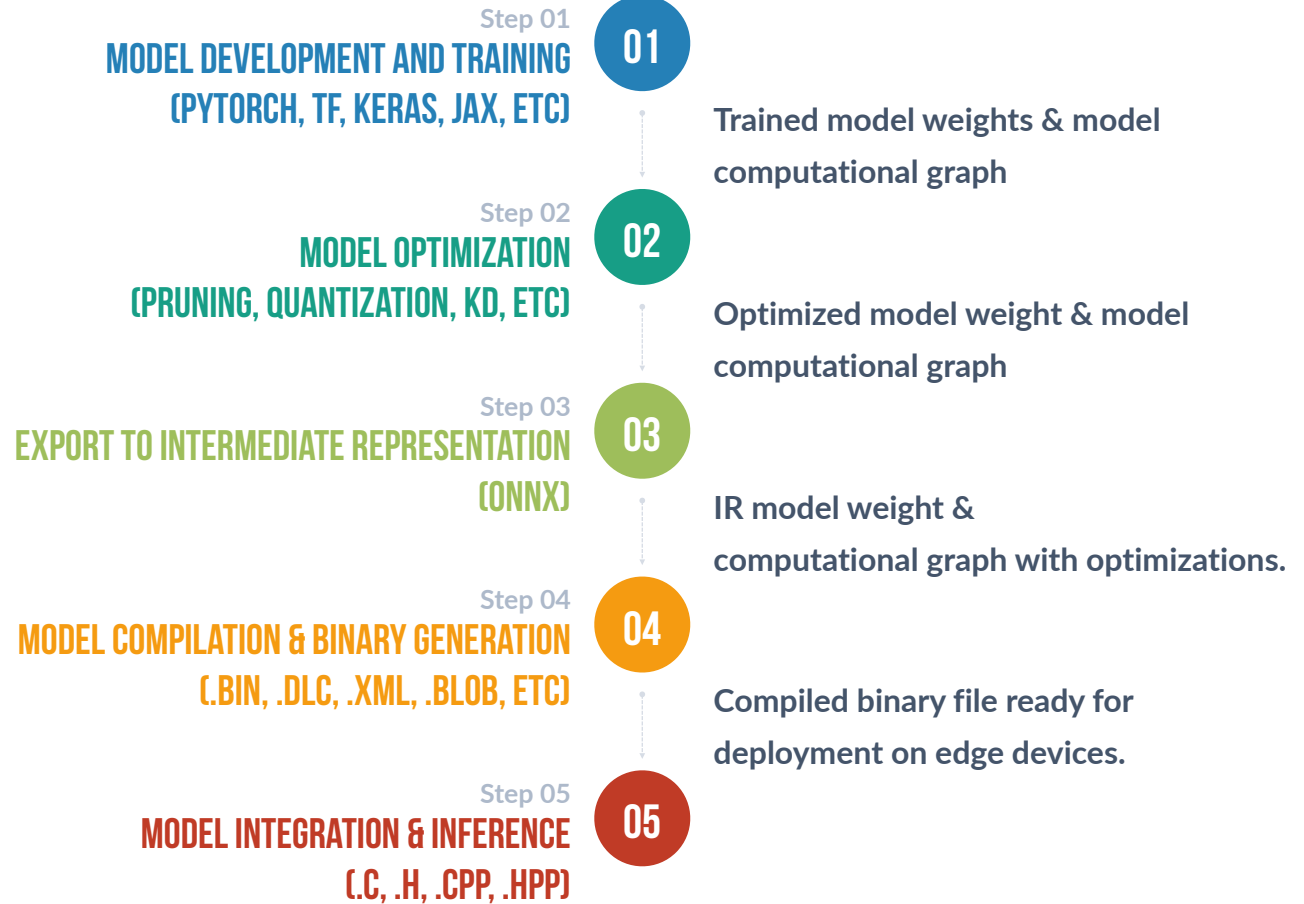 Step 01
01
MODEL DEVELOPMENT AND TRAINING
(PYTORCH, TF, KERAS, JAX, ETC)
Trained model weights & model
computational graph
Step 02
02
MODEL OPTIMIZATION
(PRUNING, QUANTIZATION, KD, ETC)
Optimized model weight & model
computational graph
Step 03
03
EXPORT TO INTERMEDIATE REPRESENTATION
(ONNX)
IR model weight &
computational graph with optimizations.
Step 04
04
MODEL COMPILATION & BINARY GENERATION
(.BIN, .DLC, .XML, .BLOB, ETC)
Compiled binary file ready for
deployment on edge devices.
Step 05
05
MODEL INTEGRATION & INFERENCE
(.C, .H, .CPP, .HPP)